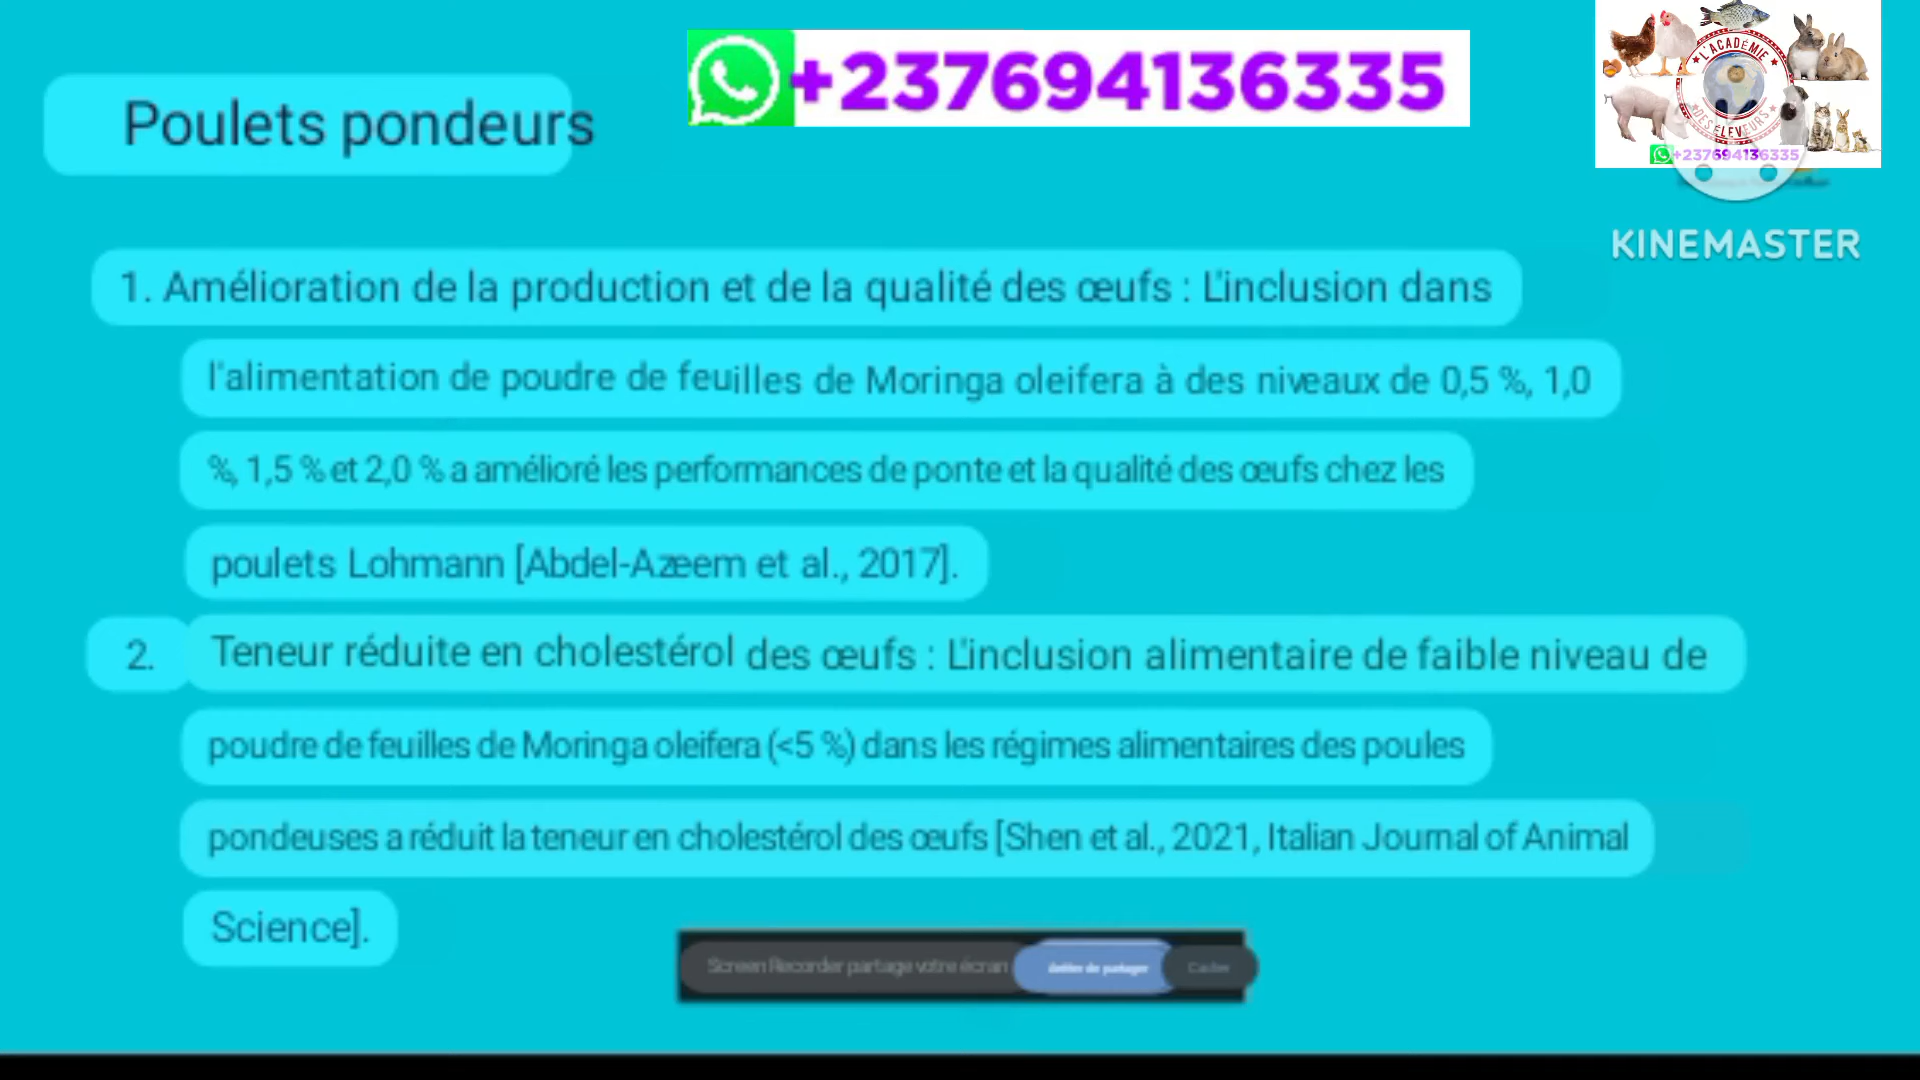 +237694136335
Poulets pondeurs
L'ACADÉMIE
DES ÉLEVEURS
+237694136335
KINEMASTER
1. Amélioration de la production et de la qualité des œufs : L'inclusion dans
l'alimentation de poudre de feuilles de Moringa oleifera à des niveaux de 0,5 %, 1,0
%, 1,5 % et 2,0 % a amélioré les performances de ponte et la qualité des œufs chez les
poulets Lohmann [Abdel-Azeem et al., 2017].
2. Teneur réduite en cholestérol des œufs : L'inclusion alimentaire de faible niveau de
poudre de feuilles de Moringa oleifera (<5 %) dans les régimes alimentaires des poules
pondeuses a réduit la teneur en cholestérol des œufs [Shen et al., 2021, Italian Journal of Animal
Science].
Screen Recorder partage votre écran